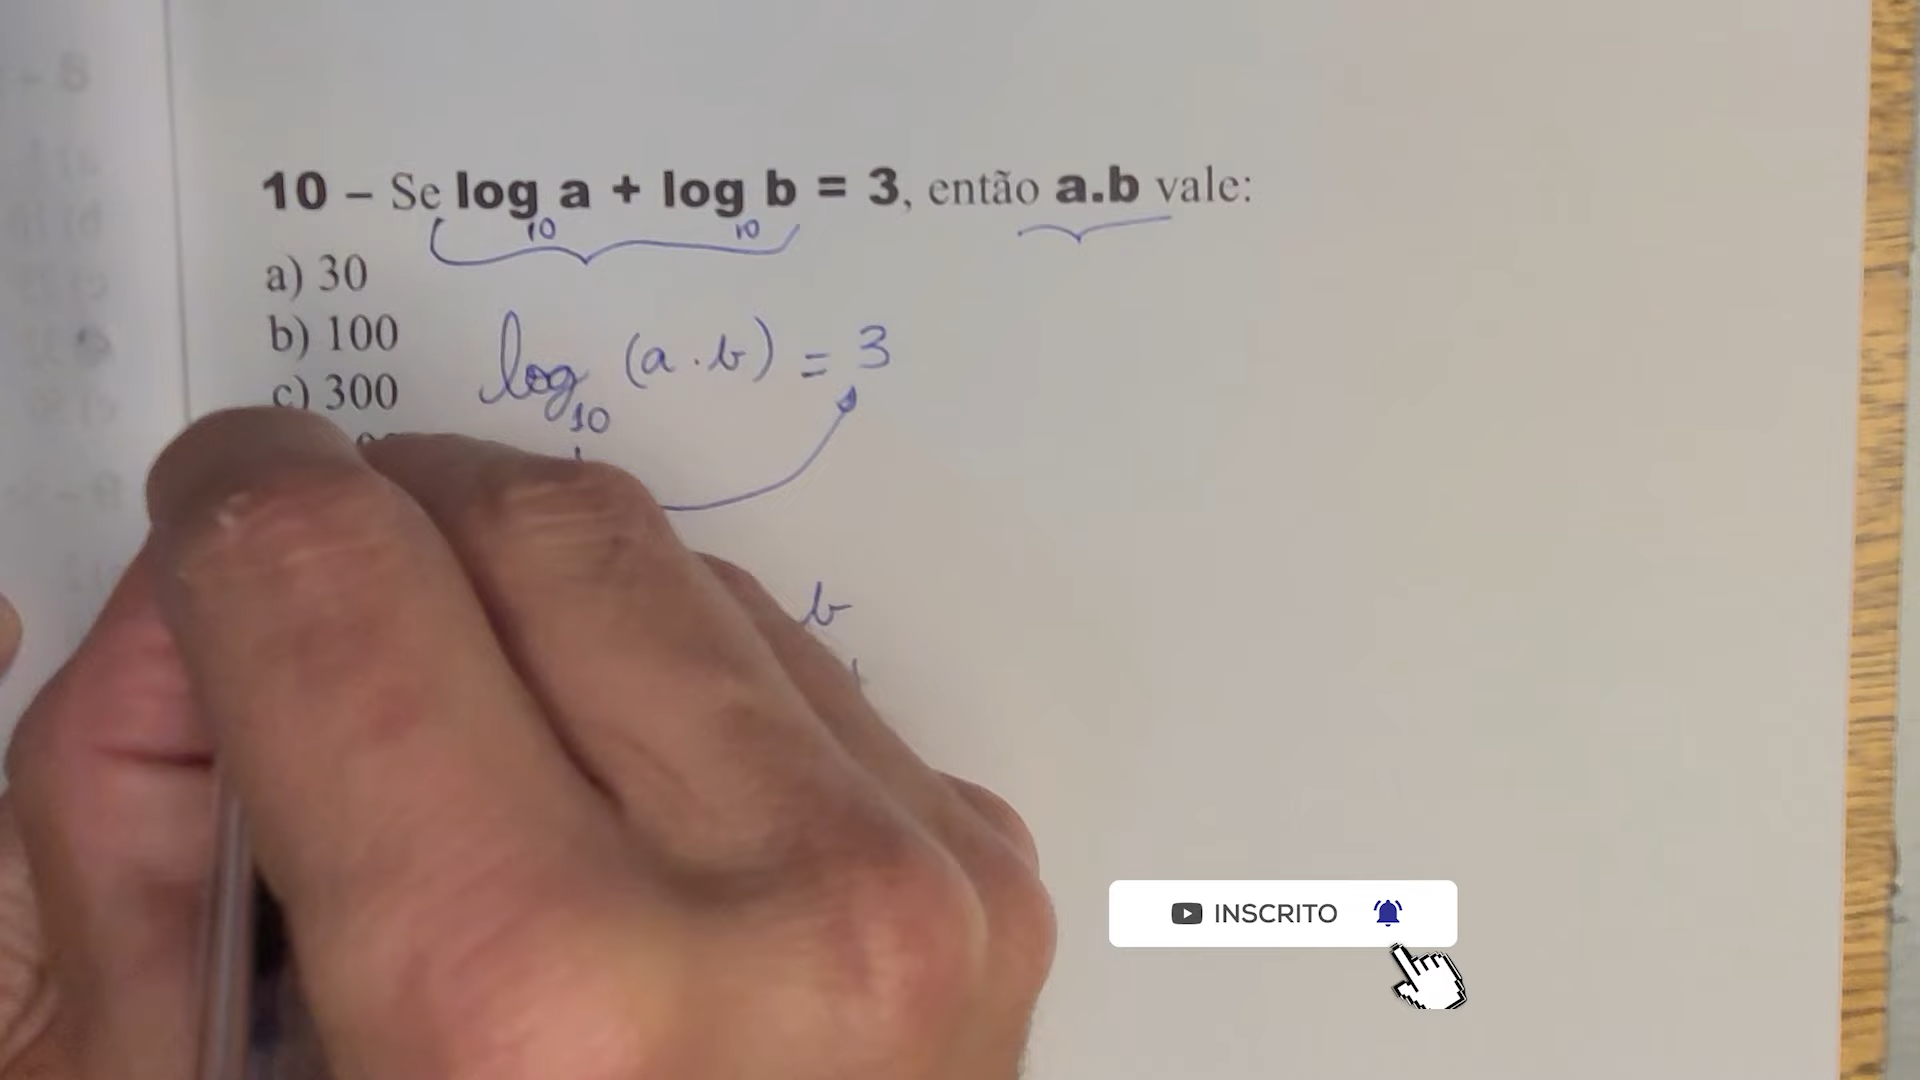 10 – Se log a + log b = 3, então a.b vale:
10 10
a) 30
b) 100
c) 300
log₁₀ (a . b) = 3
b
INSCRITO